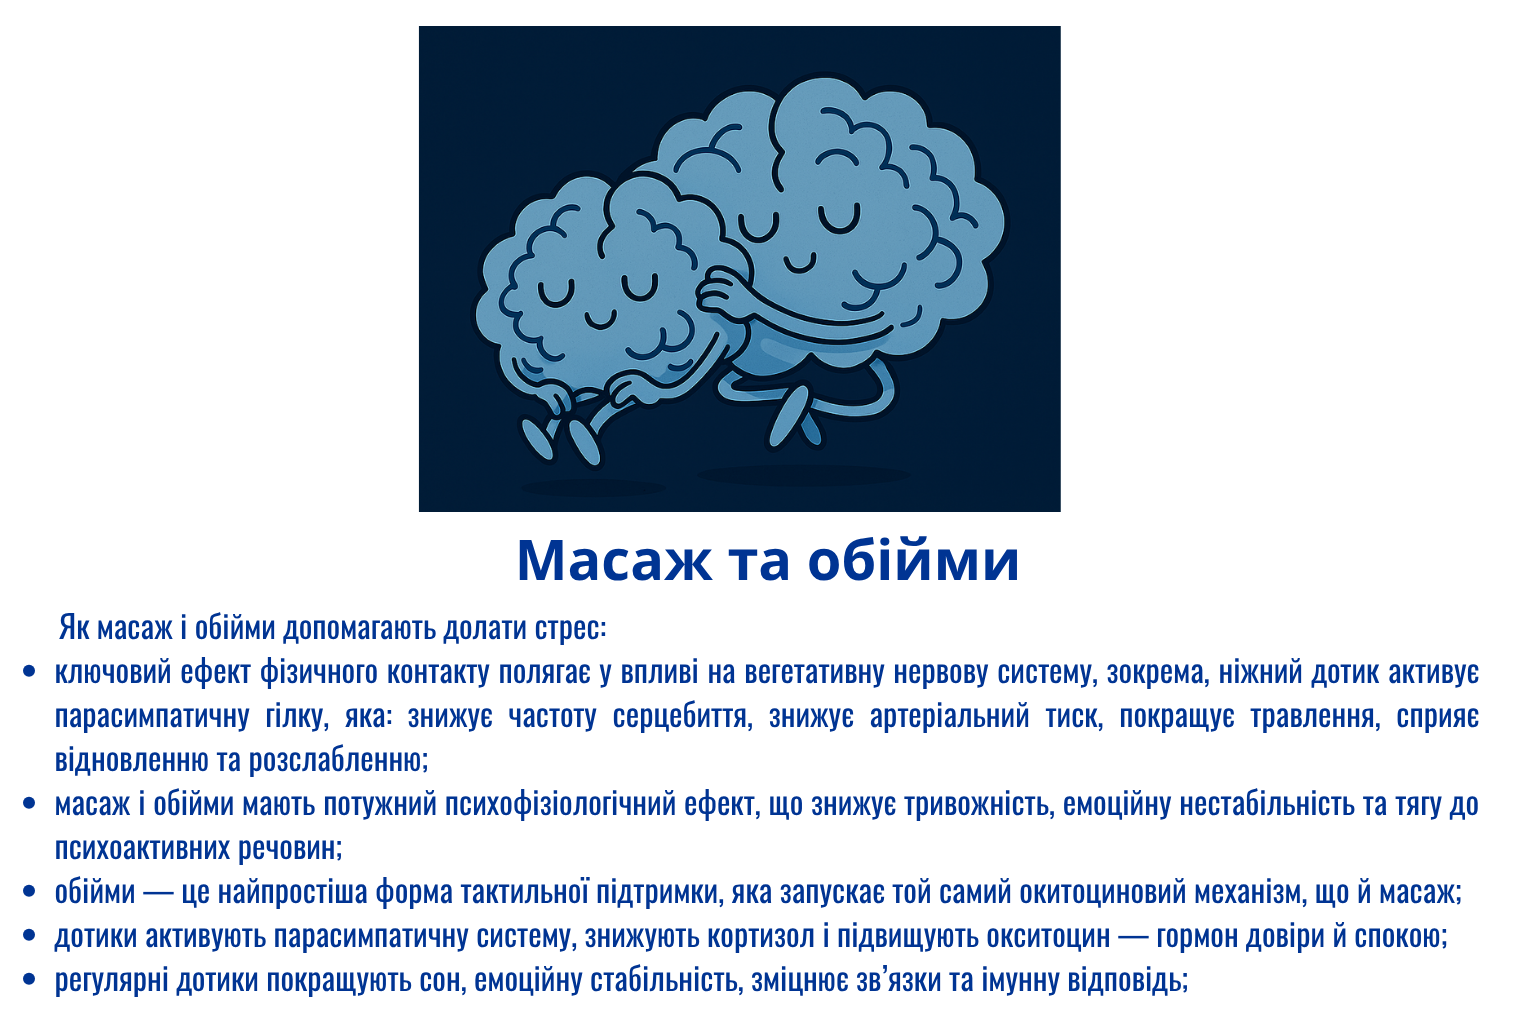 Масаж та обійми
Як масаж і обійми допомагають долати стрес:
• ключовий ефект фізичного контакту полягає у впливі на вегетативну нервову систему, зокрема, ніжний дотик активує
парасимпатичну гілку, яка: знижує частоту серцебиття, знижує артеріальний тиск, покращує травлення, сприяє
відновленню та розслабленню;
• масаж і обійми мають потужний психофізіологічний ефект, що знижує тривожність, емоційну нестабільність та тягу до
психоактивних речовин;
• обійми — це найпростіша форма тактильної підтримки, яка запускає той самий окитоциновий механізм, що й масаж;
• дотики активують парасимпатичну систему, знижують кортизол і підвищують окситоцин — гормон довіри й спокою;
• регулярні дотики покращують сон, емоційну стабільність, зміцнює зв’язки та імунну відповідь;